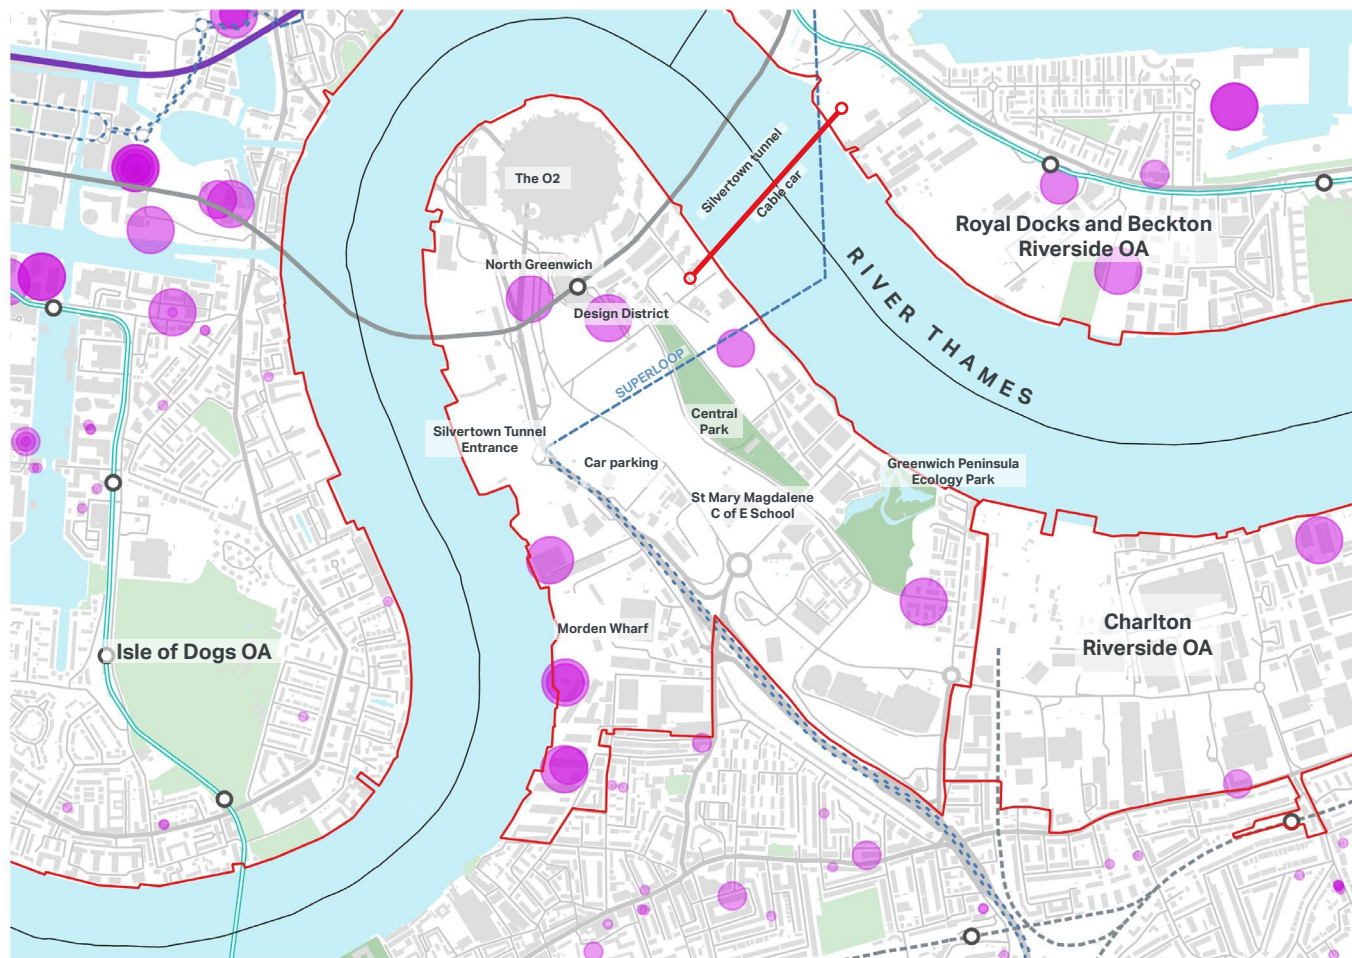 The O2
Silvertown tunnel
Cable car
Royal Docks and Beckton
Riverside OA
North Greenwich
Design District
RIVER THAMES
SUPERLOOP
Central
Park
Silvertown Tunnel
Entrance
Car parking
Greenwich Peninsula
Ecology Park
St Mary Magdalene
C of E School
Morden Wharf
Charlton
Riverside OA
Isle of Dogs OA